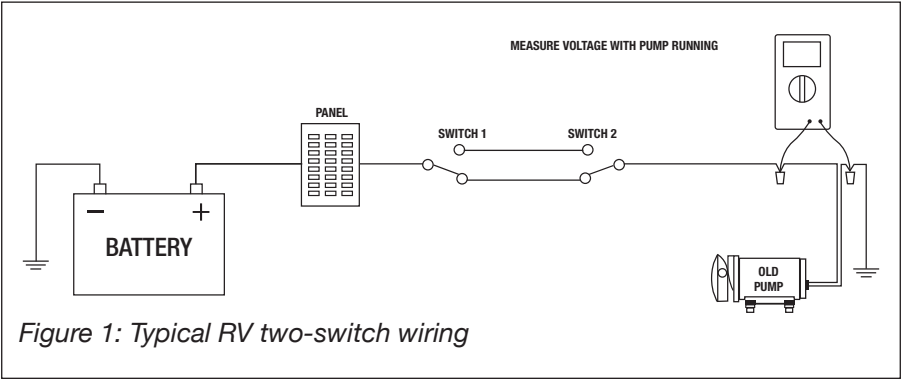 MEASURE VOLTAGE WITH PUMP RUNNING
PANEL
SWITCH 1
SWITCH 2
− +
BATTERY
OLD
PUMP
Figure 1: Typical RV two-switch wiring